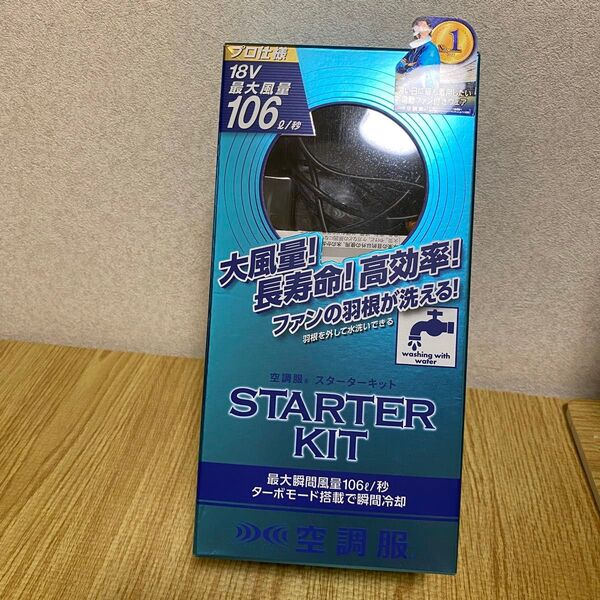 プロ仕様
18V
最大風量
106ℓ/秒
No.1
大風量!
長寿命!高効率!
ファンの羽根が洗える!
羽根を外して水洗いできる
washing with
water
空調服® スターターキット
STARTER
KIT
最大瞬間風量106ℓ/秒
ターボモード搭載で瞬間冷却
空調服